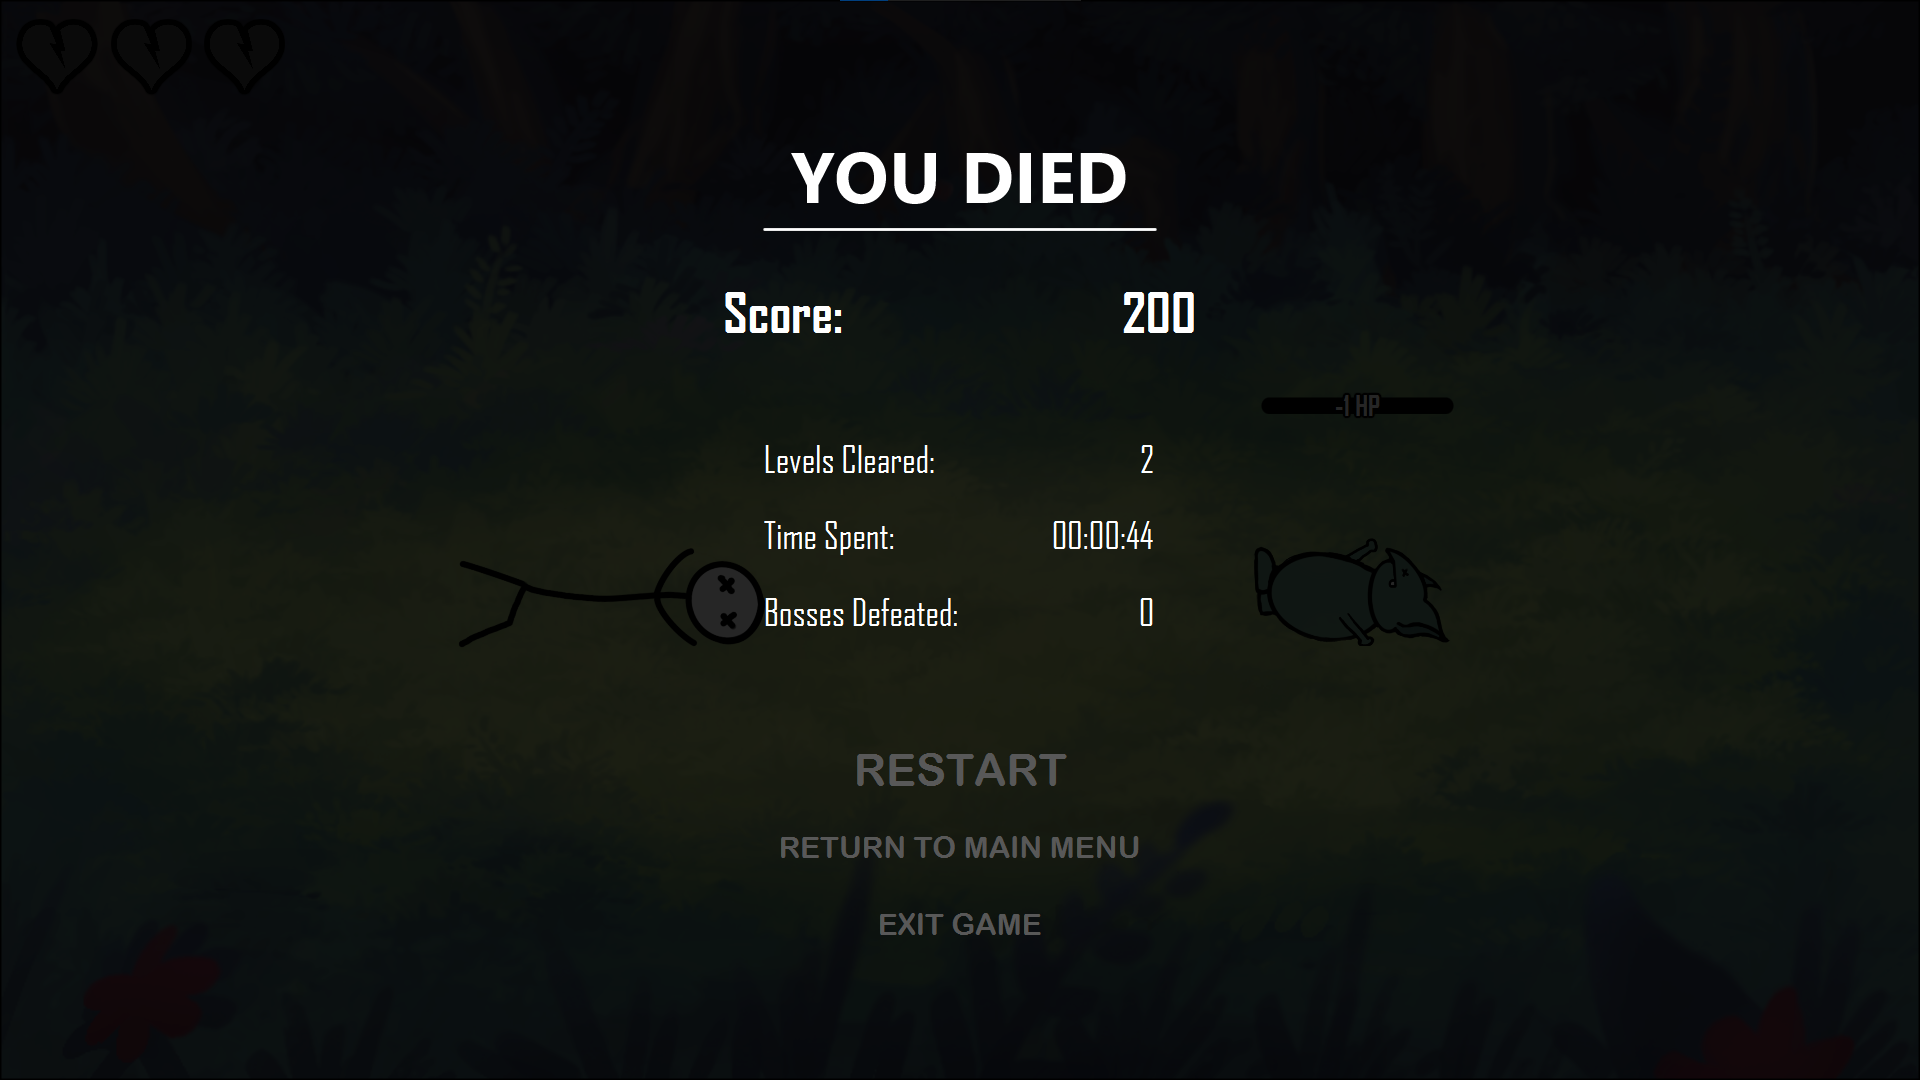 YOU DIED
Score: 200
-1 HP
Levels Cleared: 2
Time Spent: 00:00:44
Bosses Defeated: 0
RESTART
RETURN TO MAIN MENU
EXIT GAME